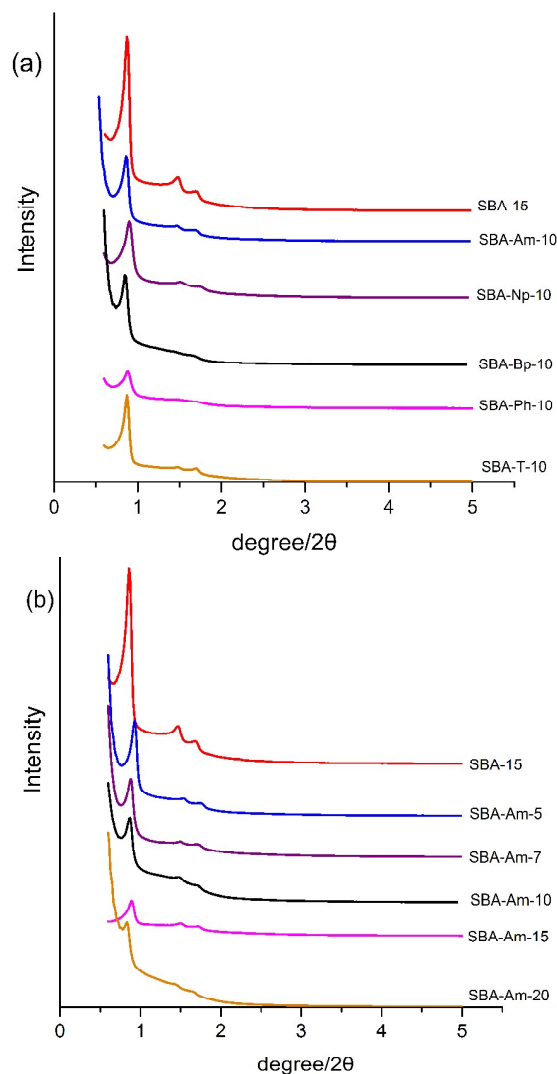 (a)
Intensity
SBA-15
SBA-Am-10
SBA-Np-10
SBA-Bp-10
SBA-Ph-10
SBA-T-10
0 1 2 3 4 5
degree/2θ
(b)
Intensity
SBA-15
SBA-Am-5
SBA-Am-7
SBA-Am-10
SBA-Am-15
SBA-Am-20
0 1 2 3 4 5
degree/2θ